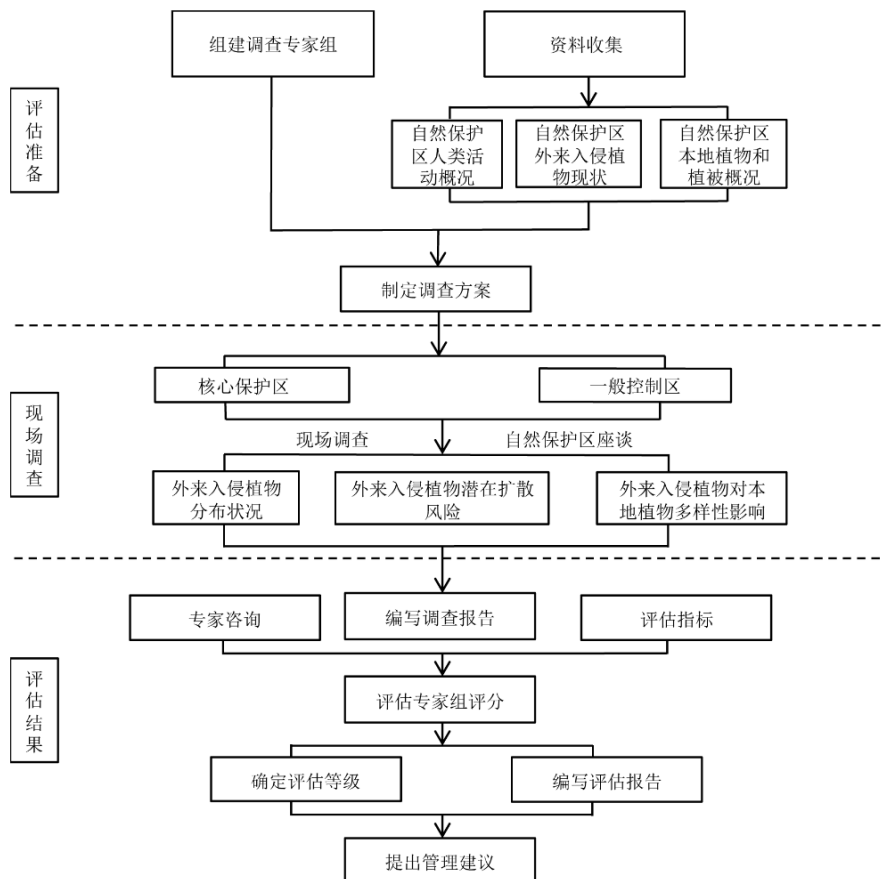 组建调查专家组
资料收集
评估准备
自然保护
区人类活
动概况
自然保护区
外来入侵植
物现状
自然保护区
本地植物和
植被概况
制定调查方案
现场调查
核心保护区
一般控制区
现场调查
自然保护区座谈
外来入侵植物
分布状况
外来入侵植物潜在扩散
风险
外来入侵植物对本
地植物多样性影响
评估结果
专家咨询
编写调查报告
评估指标
评估专家组评分
确定评估等级
编写评估报告
提出管理建议